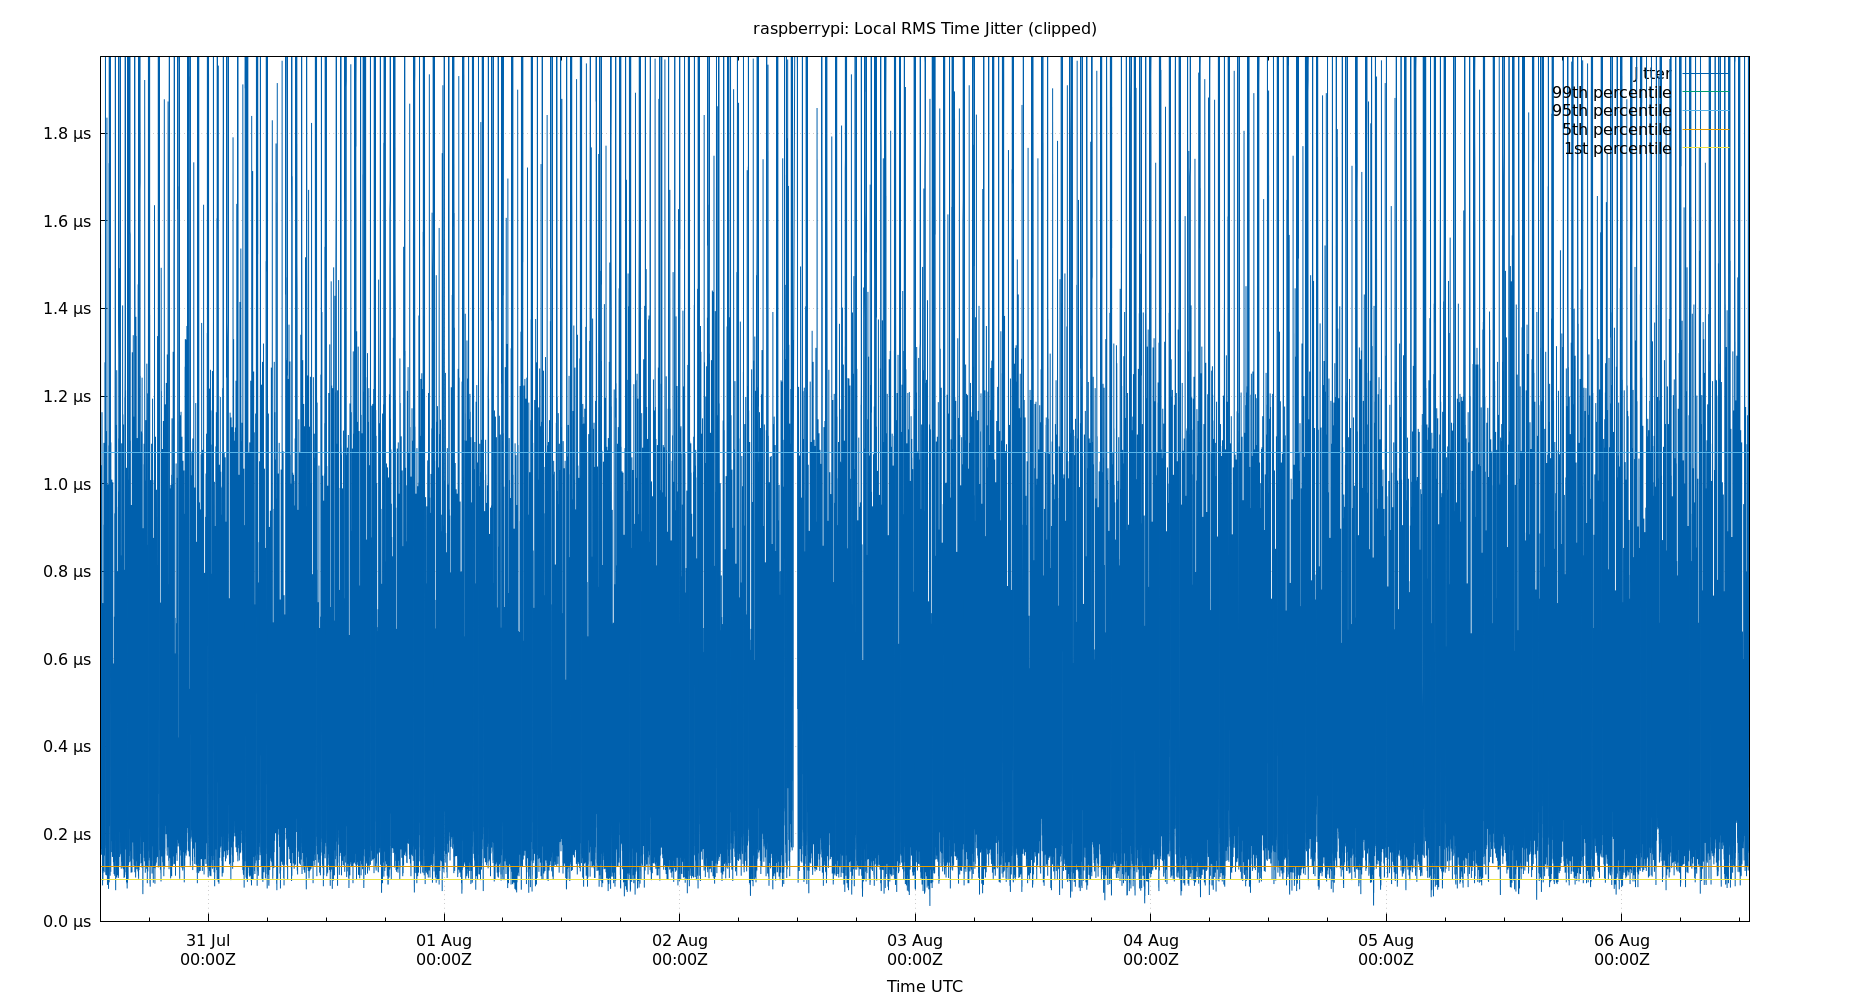 raspberrypi: Local RMS Time Jitter (clipped)
jitter
99th percentile
95th percentile
5th percentile
1st percentile
1.8 μs
1.6 μs
1.4 μs
1.2 μs
1.0 μs
0.8 μs
0.6 μs
0.4 μs
0.2 μs
0.0 μs
31 Jul 01 Aug 02 Aug 03 Aug 04 Aug 05 Aug 06 Aug
00:00Z 00:00Z 00:00Z 00:00Z 00:00Z 00:00Z 00:00Z
Time UTC